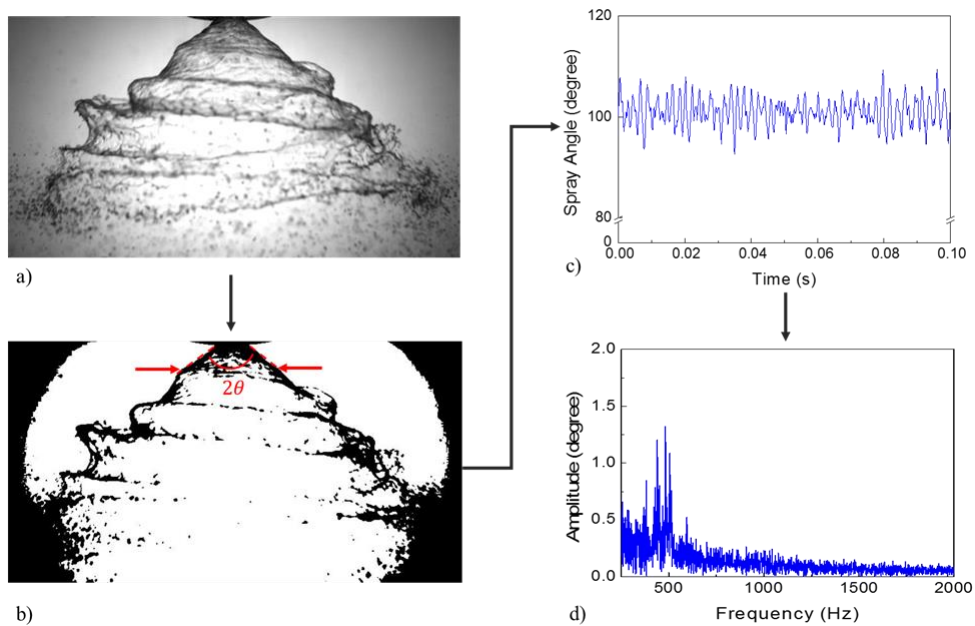 a)
2θ
b)
Spray Angle (degree)
120
100
80
0
0.00 0.02 0.04 0.06 0.08 0.10
c)
Time (s)
Amplitude (degree)
2.0
1.5
1.0
0.5
0.0
500 1000 1500 2000
d)
Frequency (Hz)